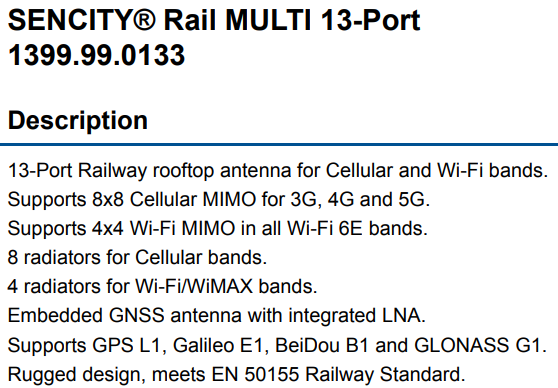 SENCITY® Rail MULTI 13-Port
1399.99.0133
Description
13-Port Railway rooftop antenna for Cellular and Wi-Fi bands.
Supports 8x8 Cellular MIMO for 3G, 4G and 5G.
Supports 4x4 Wi-Fi MIMO in all Wi-Fi 6E bands.
8 radiators for Cellular bands.
4 radiators for Wi-Fi/WiMAX bands.
Embedded GNSS antenna with integrated LNA.
Supports GPS L1, Galileo E1, BeiDou B1 and GLONASS G1.
Rugged design, meets EN 50155 Railway Standard.